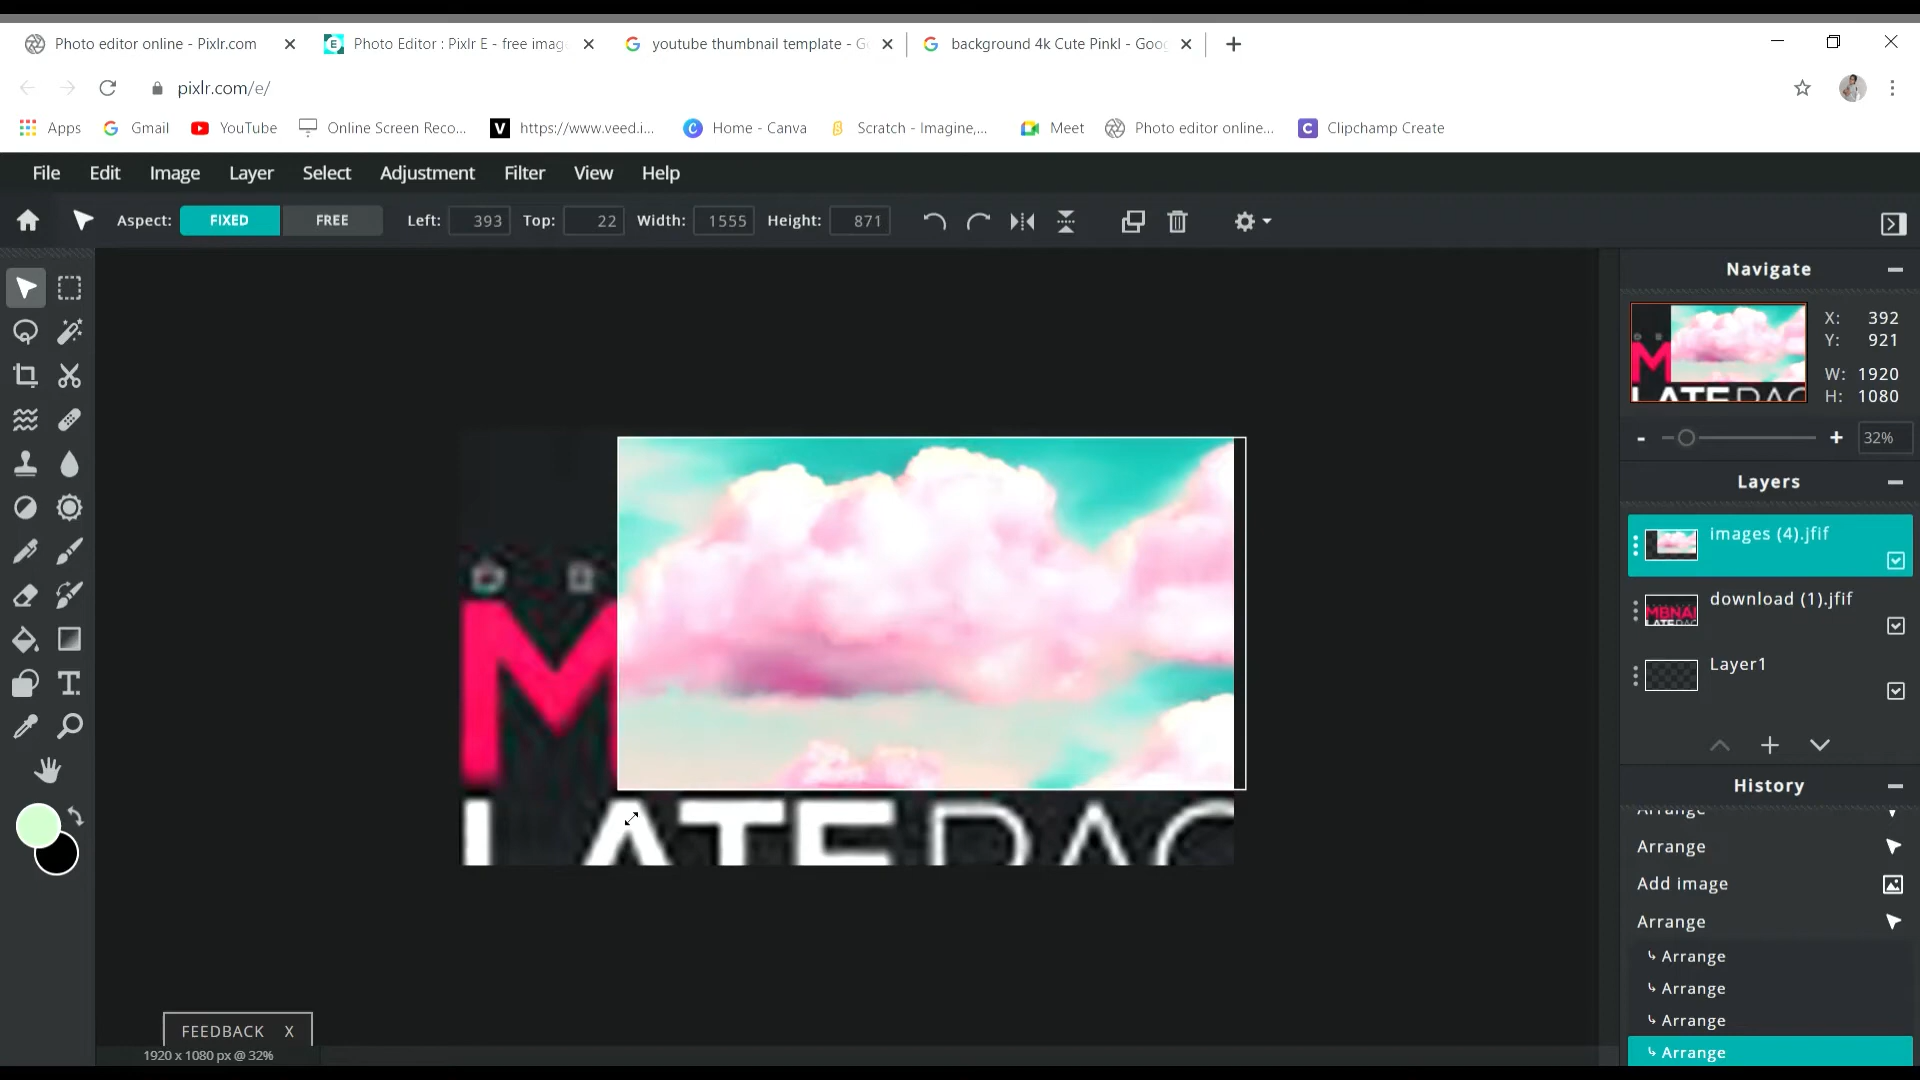 Photo editor online - Pixlr.com
Photo Editor : Pixlr E - free imag
youtube thumbnail template - G
background 4k Cute Pinkl - Goog
pixlr.com/e/
Apps
Gmail
YouTube
Online Screen Reco...
https://www.veed.i...
Home - Canva
Scratch - Imagine,...
Meet
Photo editor online...
Clipchamp Create
File Edit Image Layer Select Adjustment Filter View Help
Aspect: FIXED FREE Left: 393 Top: 22 Width: 1555 Height: 871
Navigate
X: 392
Y: 921
W: 1920
H: 1080
- + 32%
Layers
images (4).jfif
download (1).jfif
Layer1
History
Arrange
Arrange
Add image
Arrange
Arrange
Arrange
Arrange
Arrange
M
LATE PAC
FEEDBACK X
1920 x 1080 px @ 32%